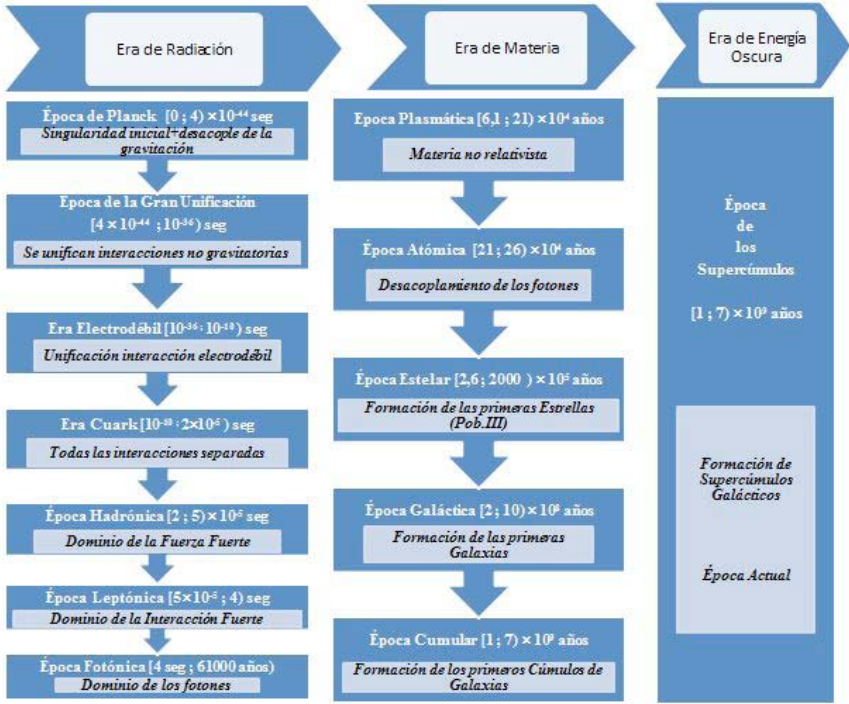 Era de Radiación
Época de Planck [0 ; 4) ×10⁻⁴⁴ seg
Singularidad inicial+desacople de la
gravitación
Epoca de la Gran Unificación
[4 × 10⁻⁴⁴ ; 10⁻³⁶) seg
Se unifican interacciones no gravitatorias
Era Electrodébil [10⁻³⁶ ; 10⁻¹⁰) seg
Unificación interacción electrodébil
Era Cuark [10⁻¹⁰ ; 2×10⁻⁵ ) seg
Todas las interacciones separadas
Época Hadrónica [2 ; 5) ×10⁻⁵ seg
Dominio de la Fuerza Fuerte
Época Leptónica [5×10⁻⁵ ; 4) seg
Dominio de la Interacción Fuerte
Época Fotónica [4 seg ; 61000 años)
Dominio de los fotones
Era de Materia
Epoca Plasmática [6,1 ; 21) ×10⁴ años
Materia no relativista
Época Atómica [21 ; 26) ×10⁴ años
Desacoplamiento de los fotones
Época Estelar [2,6 ; 2000 ) × 10⁵ años
Formación de las primeras Estrellas
(Pob.III)
Época Galáctica [2 ; 10) × 10⁸ años
Formación de las primeras
Galaxias
Época Cumular [1 ; 7) × 10⁹ años
Formación de los primeros Cúmulos de
Galaxias
Era de Energía
Oscura
Época
de
los
Supercúmulos
[1 ; 7) × 10⁹ años
Formación de
Supercúmulos
Galácticos
Época Actual